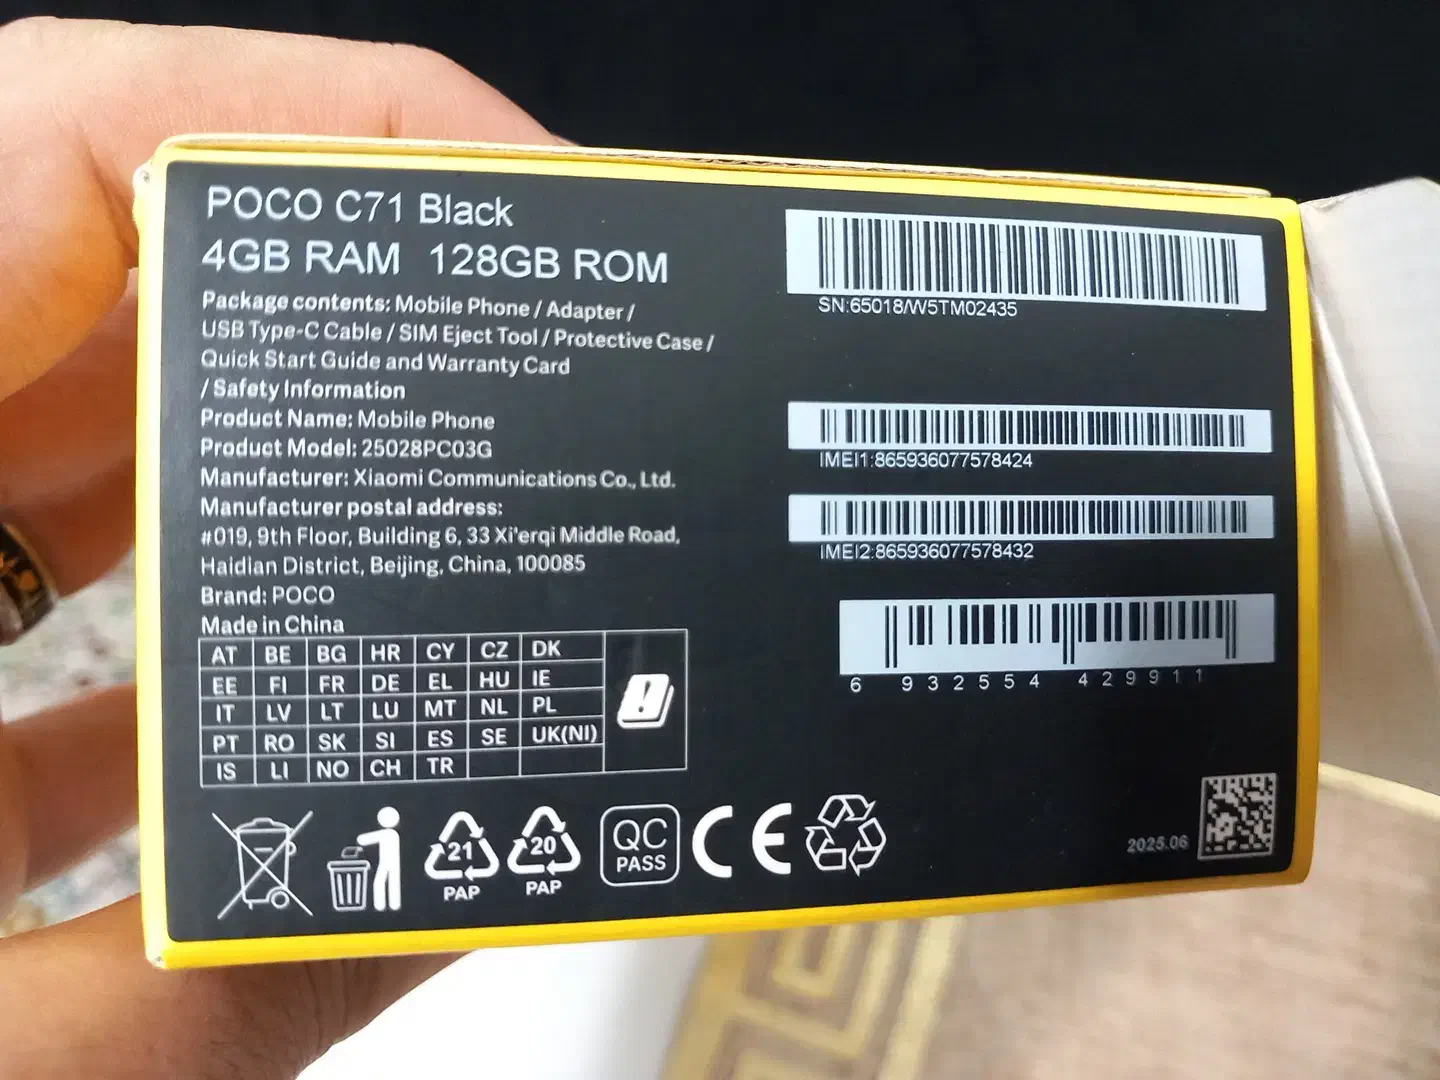 POCO C71 Black
4GB RAM 128GB ROM
Package contents: Mobile Phone / Adapter /
USB Type-C Cable / SIM Eject Tool / Protective Case /
Quick Start Guide and Warranty Card
/ Safety Information
Product Name: Mobile Phone
Product Model: 25028PC03G
Manufacturer: Xiaomi Communications Co., Ltd.
Manufacturer postal address:
#019, 9th Floor, Building 6, 33 Xi'erqi Middle Road,
Haidian District, Beijing, China, 100085
Brand: POCO
Made in China
AT BE BG HR CY CZ DK
EE FI FR DE EL HU IE
IT LV LT LU MT NL PL
PT RO SK SI ES SE UK(NI)
IS LI NO CH TR
21
PAP
20
PAP
QC
PASS
CE
SN:65018/W5TM02435
IMEI1:865936077578424
IMEI2:865936077578432
6 932554 429911
2025.06